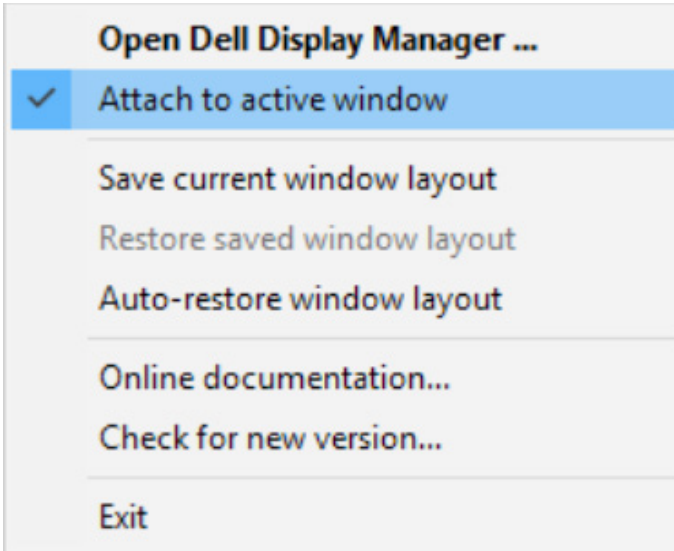 Open Dell Display Manager ...
Attach to active window
Save current window layout
Restore saved window layout
Auto-restore window layout
Online documentation...
Check for new version...
Exit